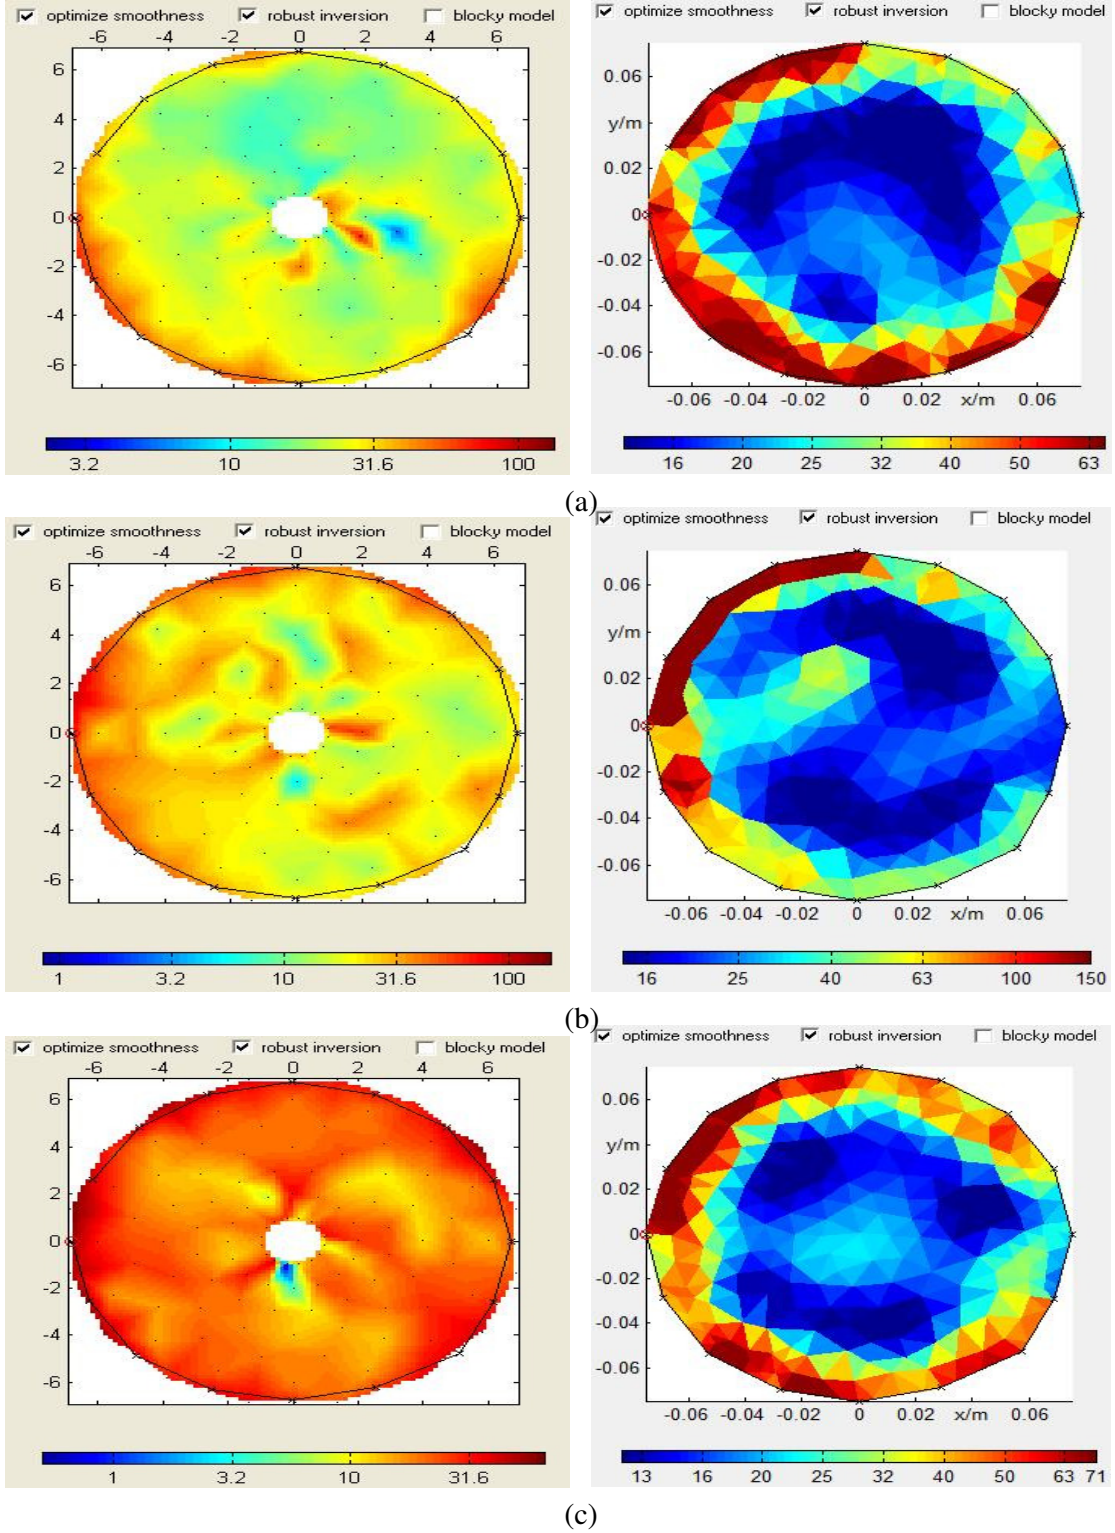 optimize smoothness robust inversion blocky model
-6 -4 -2 0 2 4 6
6
4
2
0
-2
-4
-6
3.2 10 31.6 100
optimize smoothness robust inversion blocky model
0.06
y/m
0.02
0
-0.02
-0.04
-0.06
-0.06 -0.04 -0.02 0 0.02 x/m 0.06
16 20 25 32 40 50 63
(a)
optimize smoothness robust inversion blocky model
-6 -4 -2 0 2 4 6
6
4
2
0
-2
-4
-6
1 3.2 10 31.6 100
optimize smoothness robust inversion blocky model
0.06
y/m
0.02
0
-0.02
-0.04
-0.06
-0.06 -0.04 -0.02 0 0.02 x/m 0.06
16 25 40 63 100 150
(b)
optimize smoothness robust inversion blocky model
-6 -4 -2 0 2 4 6
6
4
2
0
-2
-4
-6
1 3.2 10 31.6
optimize smoothness robust inversion blocky model
0.06
y/m
0.02
0
-0.02
-0.04
-0.06
-0.06 -0.04 -0.02 0 0.02 x/m 0.06
13 16 20 25 32 40 50 63 71
(c)